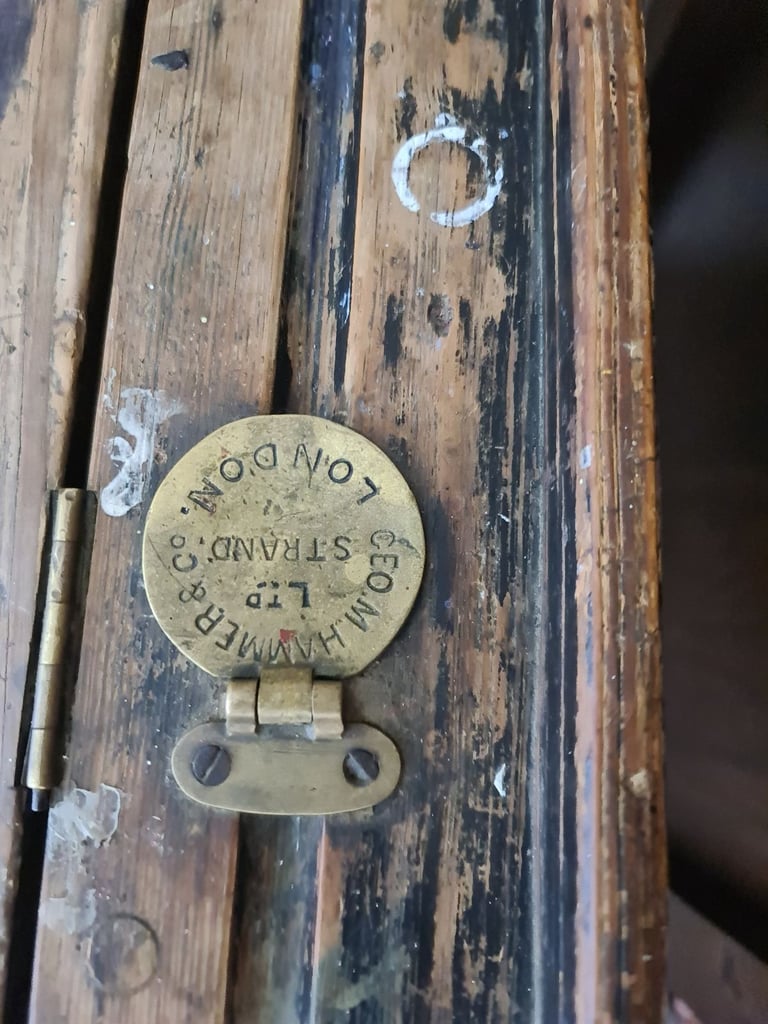 GEO. M. HAMMER & Co
LTD
STRAND.
LONDON.